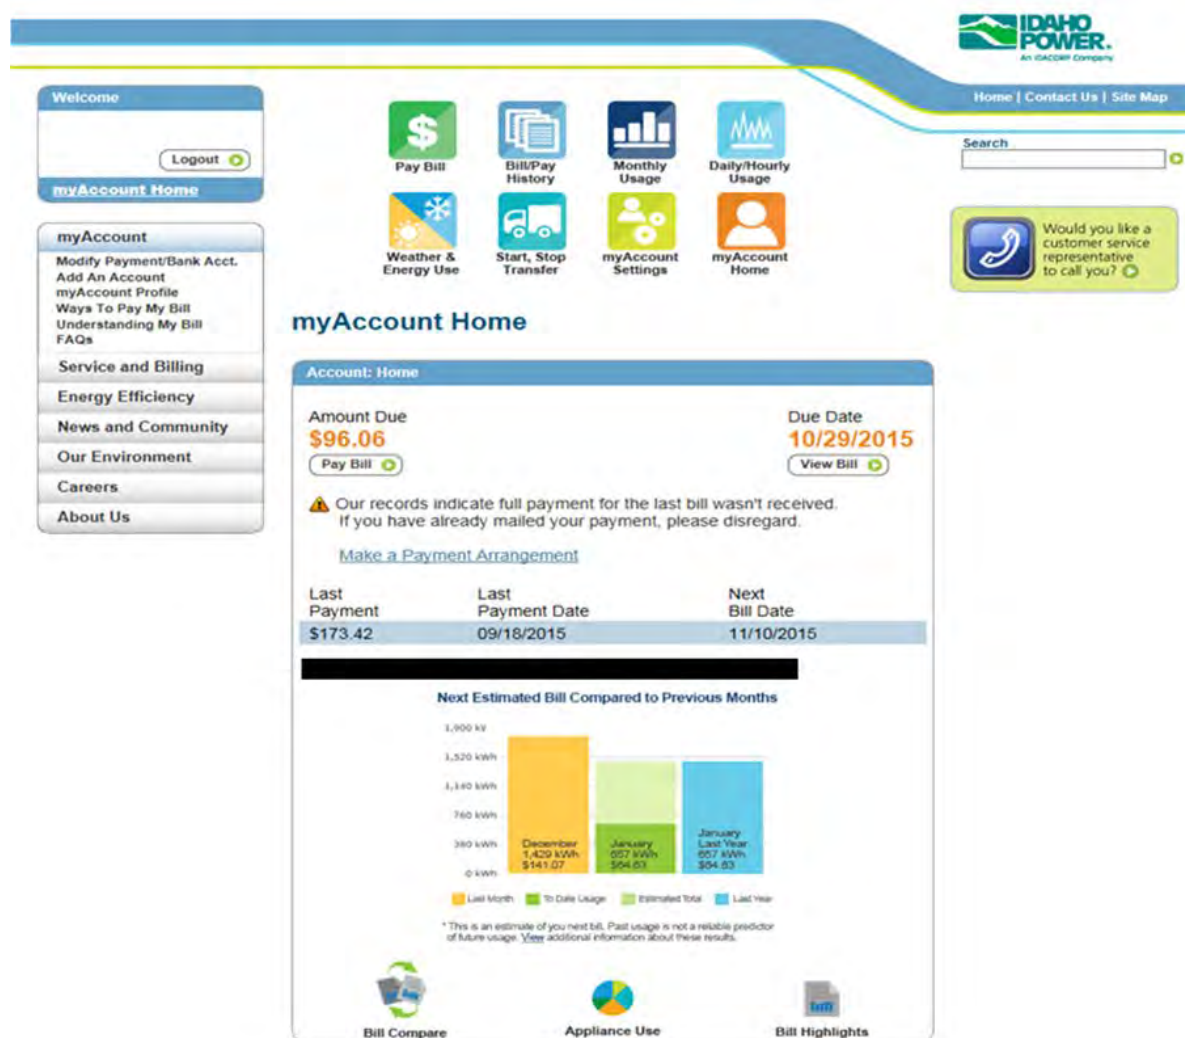 IDAHO
POWER.
An IDACORP Company
Home | Contact Us | Site Map
Search
Welcome
Logout
myAccount Home
Pay Bill
Bill/Pay
History
Monthly
Usage
Daily/Hourly
Usage
Weather &
Energy Use
Start, Stop
Transfer
myAccount
Settings
myAccount
Home
Would you like a
customer service
representative
to call you?
myAccount
Modify Payment/Bank Acct.
Add An Account
myAccount Profile
Ways To Pay My Bill
Understanding My Bill
FAQs
Service and Billing
Energy Efficiency
News and Community
Our Environment
Careers
About Us
myAccount Home
Account: Home
Amount Due
$96.06
Pay Bill
Due Date
10/29/2015
View Bill
Our records indicate full payment for the last bill wasn't received.
If you have already mailed your payment, please disregard.
Make a Payment Arrangement
Last
Payment
Last
Payment Date
Next
Bill Date
$173.42 09/18/2015 11/10/2015
Next Estimated Bill Compared to Previous Months
1,900 kV
1,520 kWh
1,140 kWh
760 kWh
380 kWh
0 kWh
December
1,429 kWh
$141.07
January
657 kWh
$64.63
January
Last Year
657 kWh
$64.63
Last Month To Date Usage Estimated Total Last Year
* This is an estimate of you next bill. Past usage is not a reliable predictor
of future usage. View additional information about these results.
Bill Compare
Appliance Use
Bill Highlights